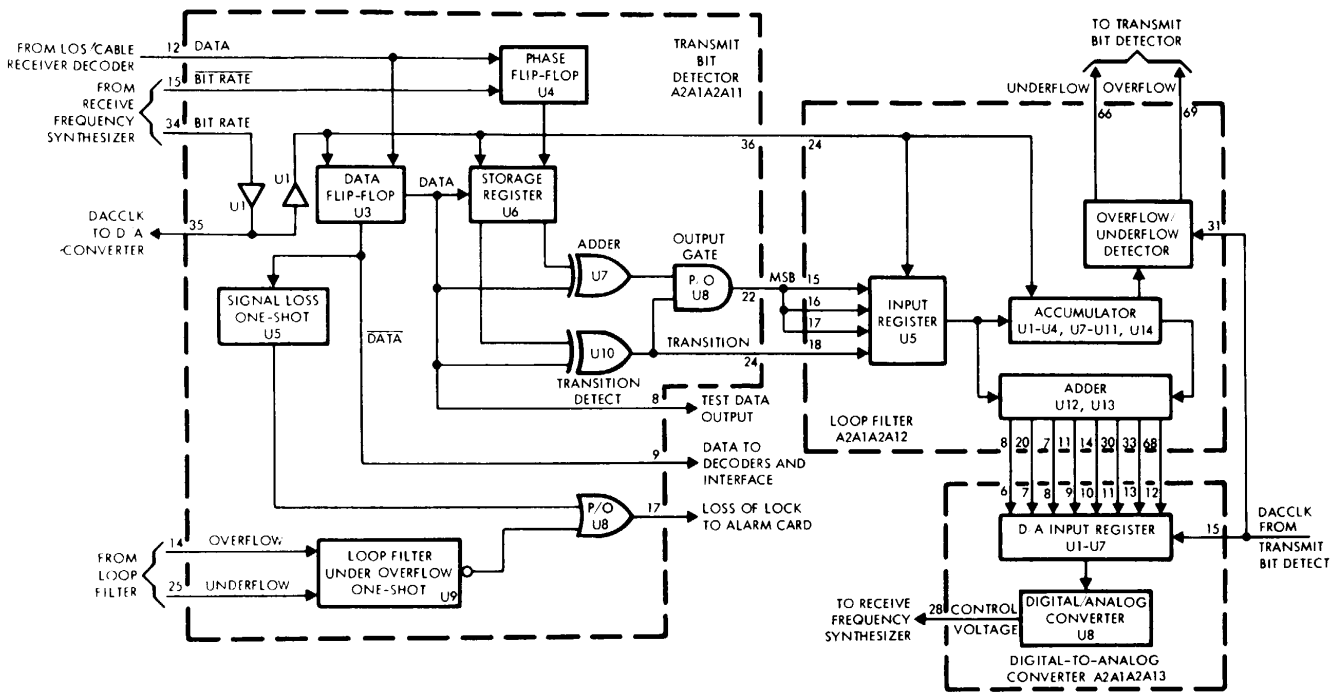 FROM LOS/CABLE
RECEIVER DECODER
12 DATA
FROM
RECEIVE
FREQUENCY
SYNTHESIZER
15 BIT RATE
34 BIT RATE
TRANSMIT
BIT
DETECTOR
A2A1A2A11
PHASE
FLIP-FLOP
U4
U1
U1
DACCLK
TO D A
-CONVERTER
35
36
DATA
FLIP-FLOP
U3
DATA
STORAGE
REGISTER
U6
SIGNAL LOSS
ONE-SHOT
U5
DATA
ADDER
U7
OUTPUT
GATE
P/O
U8
22
MSB
U10
TRANSITION
DETECT
TRANSITION
24
8
TEST DATA
OUTPUT
9
DATA TO
DECODERS AND
INTERFACE
P/O
U8
17
LOSS OF LOCK
TO ALARM CARD
FROM
LOOP
FILTER
14 OVERFLOW
25 UNDERFLOW
LOOP FILTER
UNDER OVERFLOW
ONE-SHOT
U9
TO TRANSMIT
BIT DETECTOR
UNDERFLOW OVERFLOW
66
69
24
OVERFLOW/
UNDERFLOW
DETECTOR
31
15
16
17
18
INPUT
REGISTER
U5
ACCUMULATOR
U1-U4, U7-U11, U14
ADDER
U12, U13
LOOP FILTER
A2A1A2A12
8 20 7 11 14 30 33 68
6 7 8 9 10 11 13 12
D-A INPUT REGISTER
U1-U7
15
DACCLK
FROM
TRANSMIT
BIT DETECT
TO RECEIVE
FREQUENCY
SYNTHESIZER
28 CONTROL
VOLTAGE
DIGITAL/ANALOG
CONVERTER
U8
DIGITAL-TO-ANALOG
CONVERTER A2A1A2A13